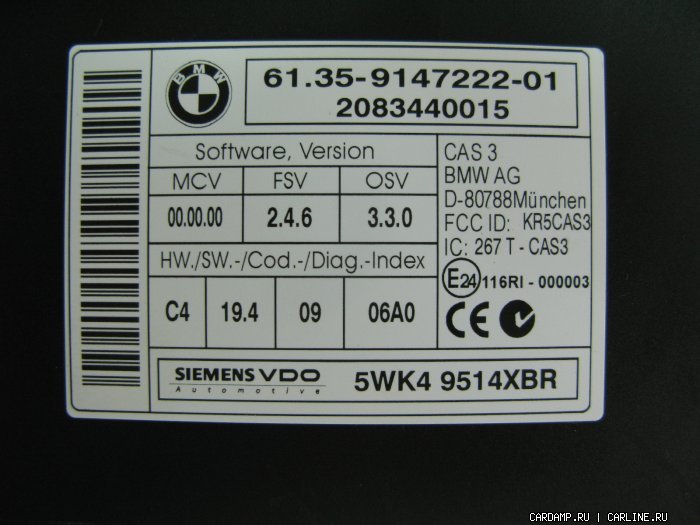 BMW
61.35-9147222-01
2083440015
Software, Version
MCV FSV OSV
00.00.00 2.4.6 3.3.0
HW./SW.-/Cod.-/Diag.-Index
C4 19.4 09 06A0
CAS 3
BMW AG
D-80788München
FCC ID: KR5CAS3
IC: 267 T - CAS3
E24 116RI - 000003
CE
SIEMENS VDO
Automotive
5WK4 9514XBR
CARDAMP.RU | CARLINE.RU